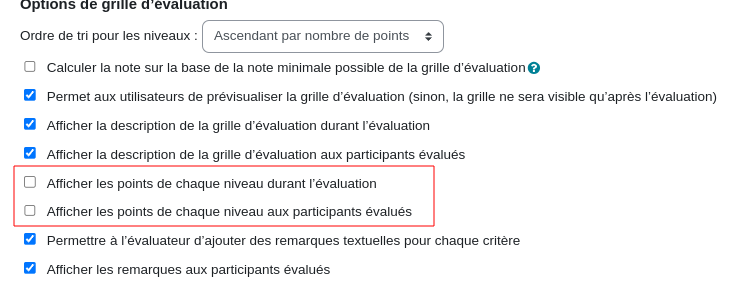 Options de grille d’évaluation
Ordre de tri pour les niveaux : Ascendant par nombre de points
Calculer la note sur la base de la note minimale possible de la grille d’évaluation ?
Permet aux utilisateurs de prévisualiser la grille d’évaluation (sinon, la grille ne sera visible qu’après l’évaluation)
Afficher la description de la grille d’évaluation durant l’évaluation
Afficher la description de la grille d’évaluation aux participants évalués
Afficher les points de chaque niveau durant l’évaluation
Afficher les points de chaque niveau aux participants évalués
Permettre à l’évaluateur d’ajouter des remarques textuelles pour chaque critère
Afficher les remarques aux participants évalués